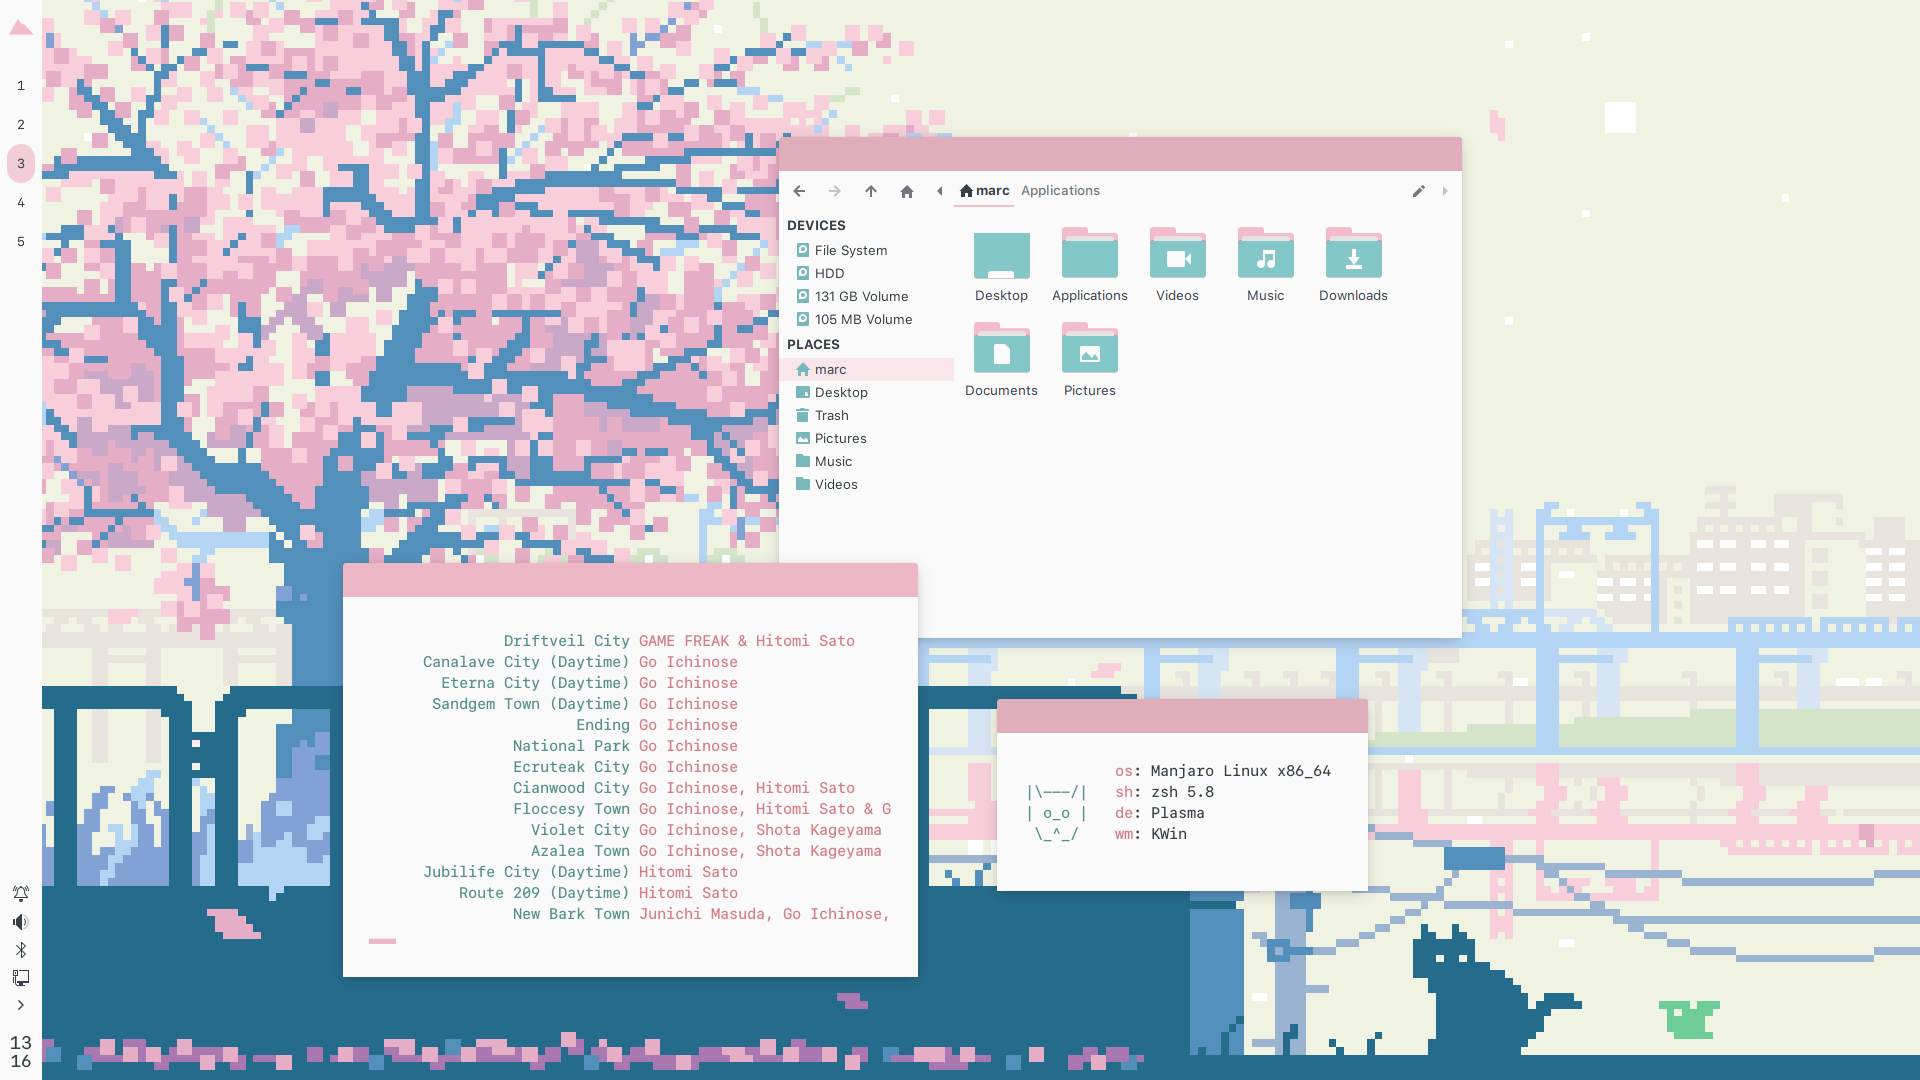 1
2
3
4
5
13
16
marc Applications
DEVICES
File System
HDD
131 GB Volume
105 MB Volume
PLACES
marc
Desktop
Trash
Pictures
Music
Videos
Desktop Applications Videos Music Downloads
Documents Pictures
Driftveil City GAME FREAK & Hitomi Sato
Canalave City (Daytime) Go Ichinose
Eterna City (Daytime) Go Ichinose
Sandgem Town (Daytime) Go Ichinose
Ending Go Ichinose
National Park Go Ichinose
Ecruteak City Go Ichinose
Cianwood City Go Ichinose, Hitomi Sato
Floccesy Town Go Ichinose, Hitomi Sato & G
Violet City Go Ichinose, Shota Kageyama
Azalea Town Go Ichinose, Shota Kageyama
Jubilife City (Daytime) Hitomi Sato
Route 209 (Daytime) Hitomi Sato
New Bark Town Junichi Masuda, Go Ichinose,
os: Manjaro Linux x86_64
|\———/| sh: zsh 5.8
| o_o | de: Plasma
\_^_/ wm: KWin